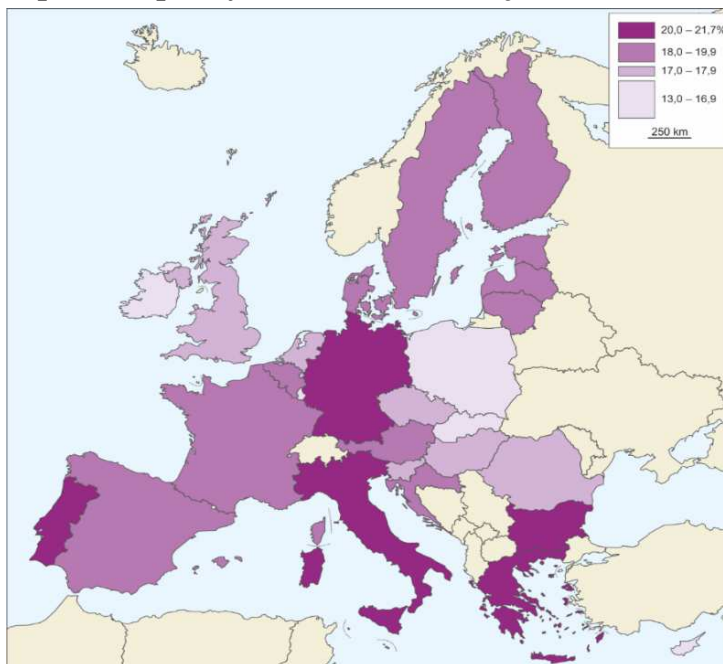 20,0 – 21,7%
18,0 – 19,9
17,0 – 17,9
13,0 – 16,9
250 km